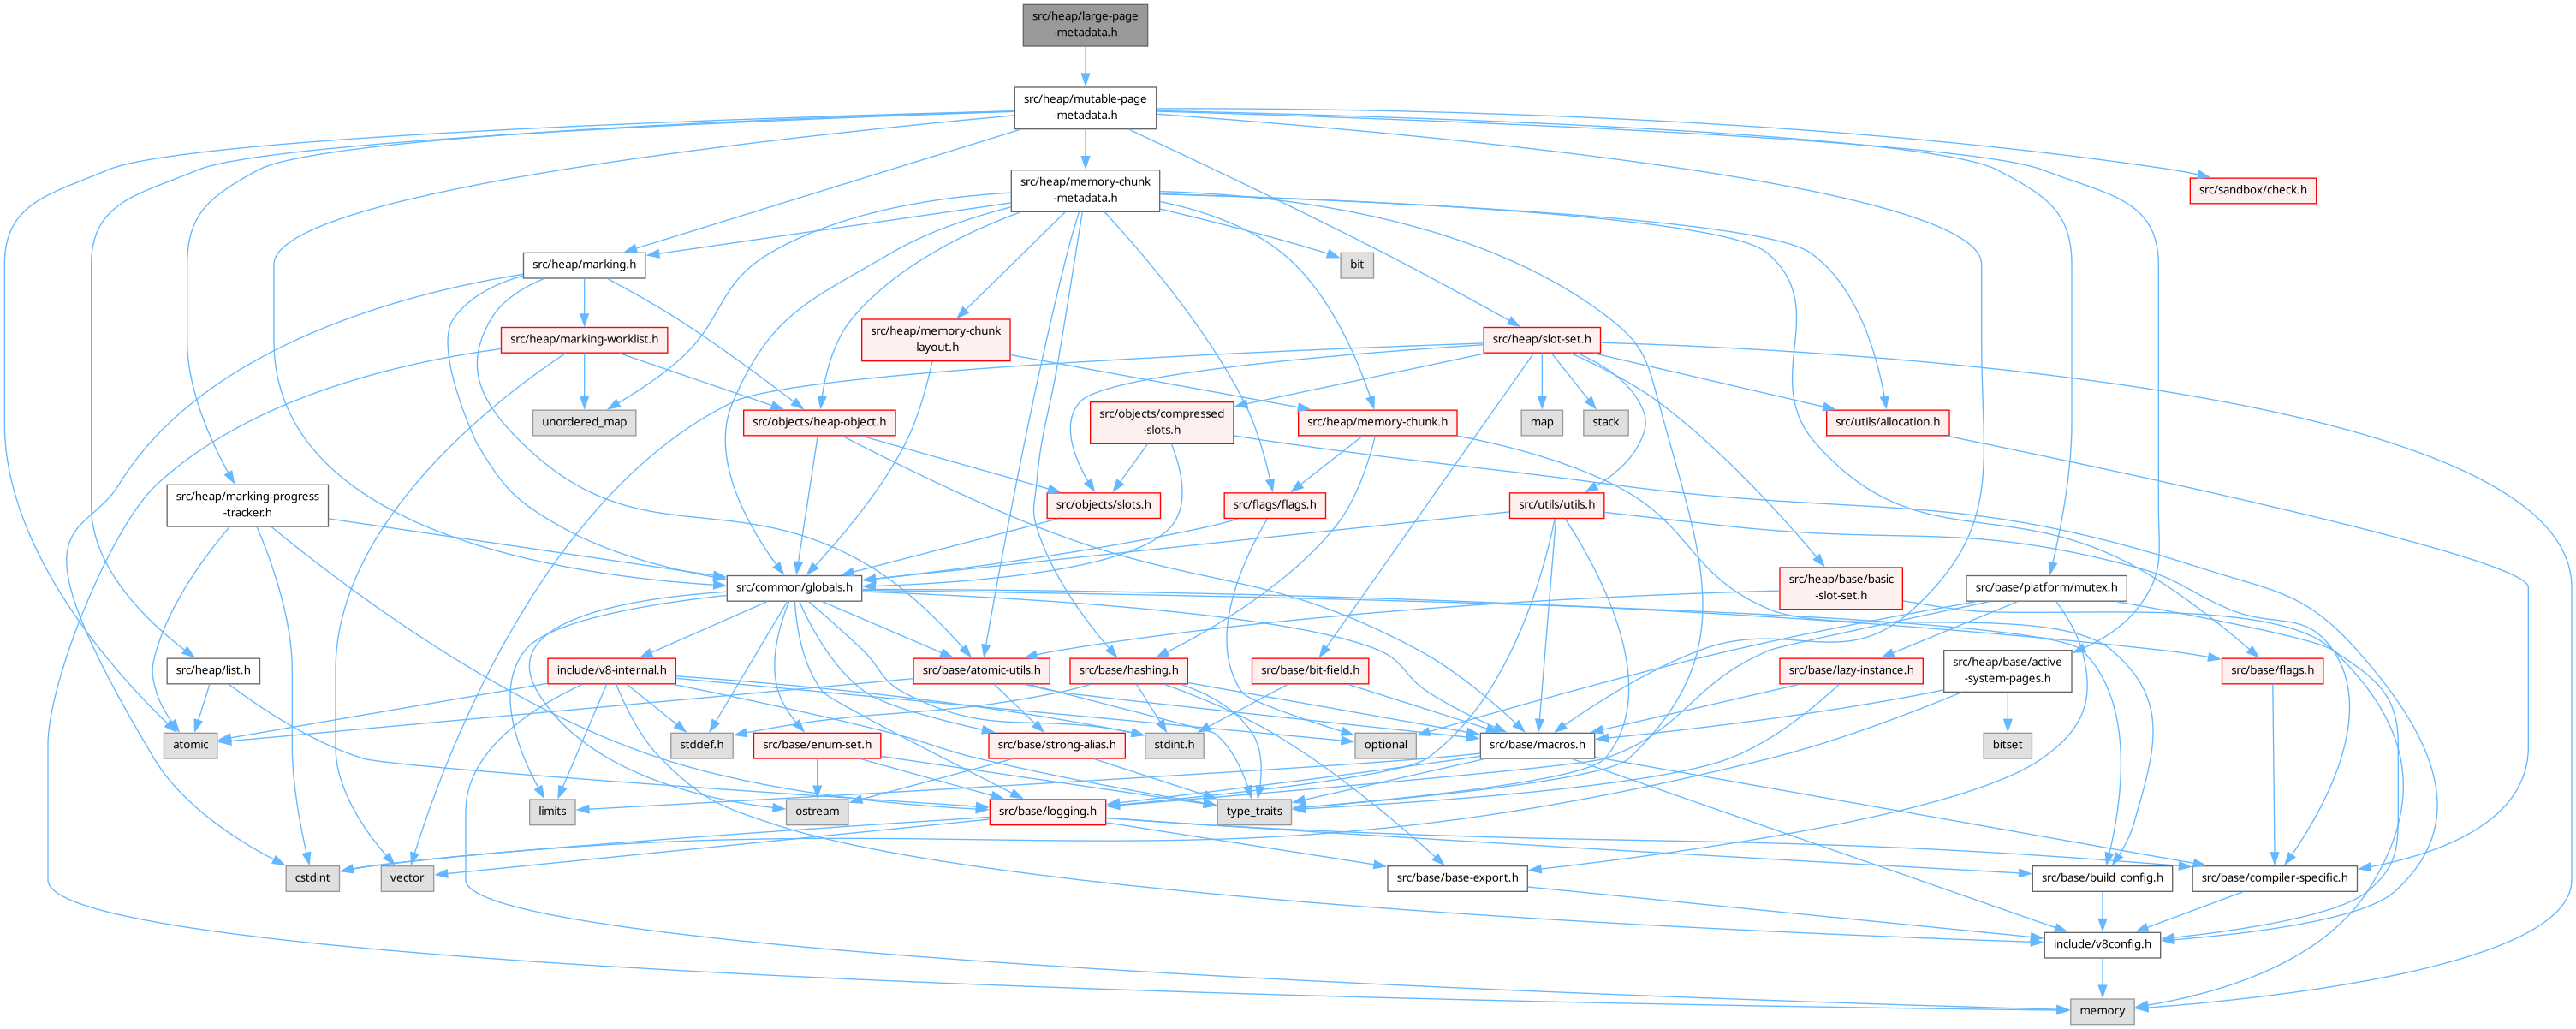 src/heap/large-page
-metadata.h
src/heap/mutable-page
-metadata.h
src/heap/memory-chunk
-metadata.h
src/sandbox/check.h
src/heap/marking.h
bit
src/heap/marking-worklist.h
src/heap/memory-chunk
-layout.h
src/heap/slot-set.h
unordered_map
src/objects/heap-object.h
src/objects/compressed
-slots.h
src/heap/memory-chunk.h
map
stack
src/utils/allocation.h
src/heap/marking-progress
-tracker.h
src/objects/slots.h
src/flags/flags.h
src/utils/utils.h
src/common/globals.h
src/heap/base/basic
-slot-set.h
src/base/platform/mutex.h
src/heap/list.h
include/v8-internal.h
src/base/atomic-utils.h
src/base/hashing.h
src/base/bit-field.h
src/base/lazy-instance.h
src/heap/base/active
-system-pages.h
src/base/flags.h
atomic
stddef.h
src/base/enum-set.h
src/base/strong-alias.h
stdint.h
optional
src/base/macros.h
bitset
limits
ostream
src/base/logging.h
type_traits
cstdint
vector
src/base/base-export.h
src/base/build_config.h
src/base/compiler-specific.h
include/v8config.h
memory